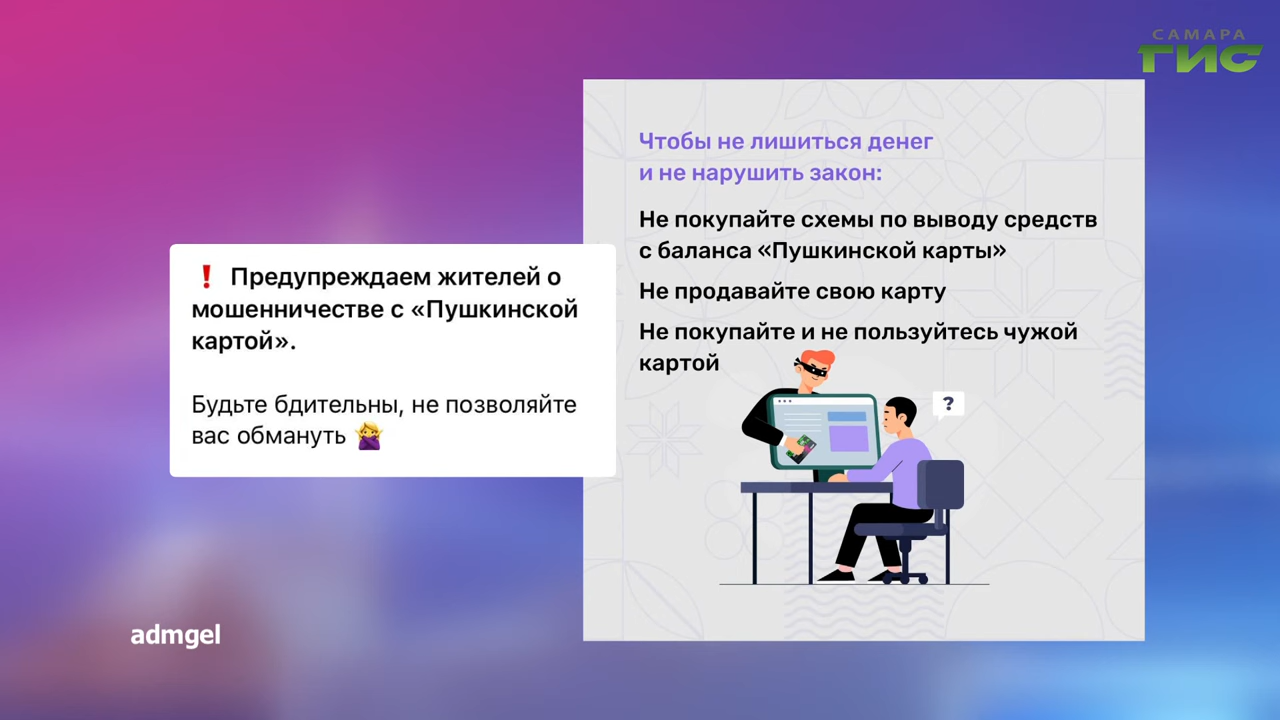 САМАРА
ГИС
Чтобы не лишиться денег
и не нарушить закон:
Не покупайте схемы по выводу средств
с баланса «Пушкинской карты»
Не продавайте свою карту
Не покупайте и не пользуйтесь чужой
картой
❗ Предупреждаем жителей о
мошенничестве с «Пушкинской
картой».
Будьте бдительны, не позволяйте
вас обмануть 🙅‍♀️
?
admgel